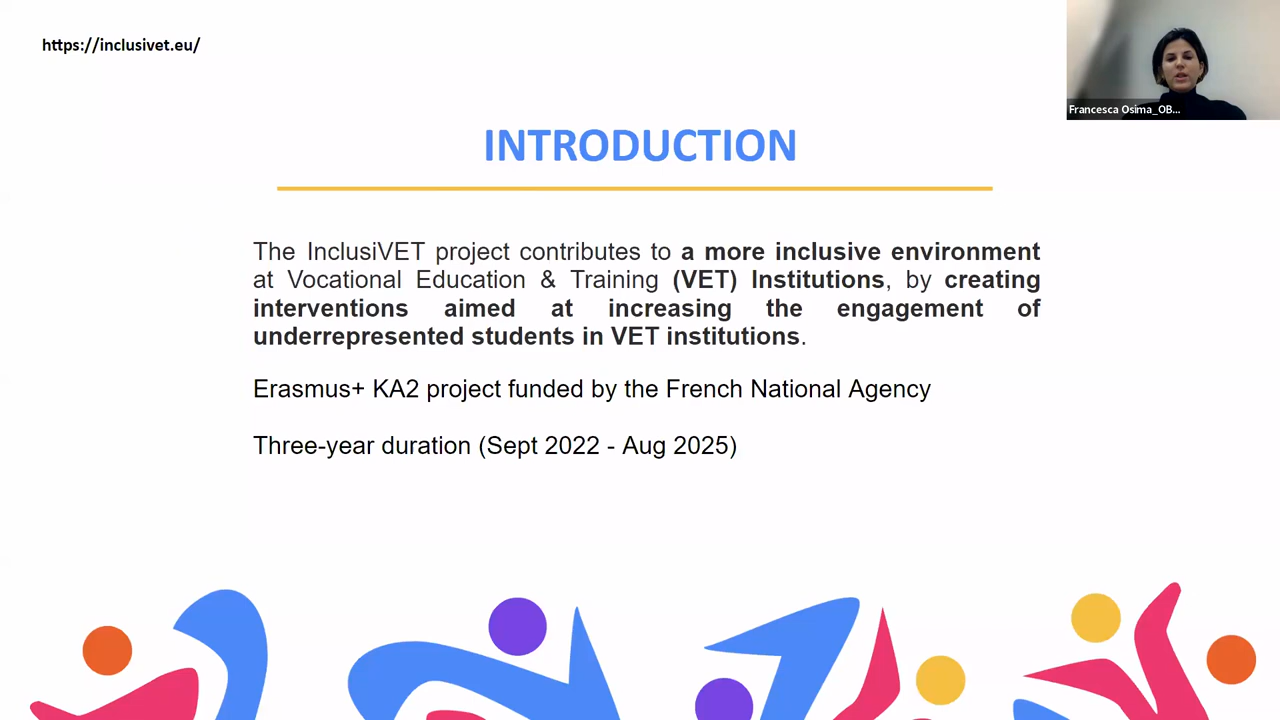 https://inclusivet.eu/
Francesca Osima_OB...
INTRODUCTION
The InclusiVET project contributes to a more inclusive environment
at Vocational Education & Training (VET) Institutions, by creating
interventions aimed at increasing the engagement of
underrepresented students in VET institutions.
Erasmus+ KA2 project funded by the French National Agency
Three-year duration (Sept 2022 - Aug 2025)